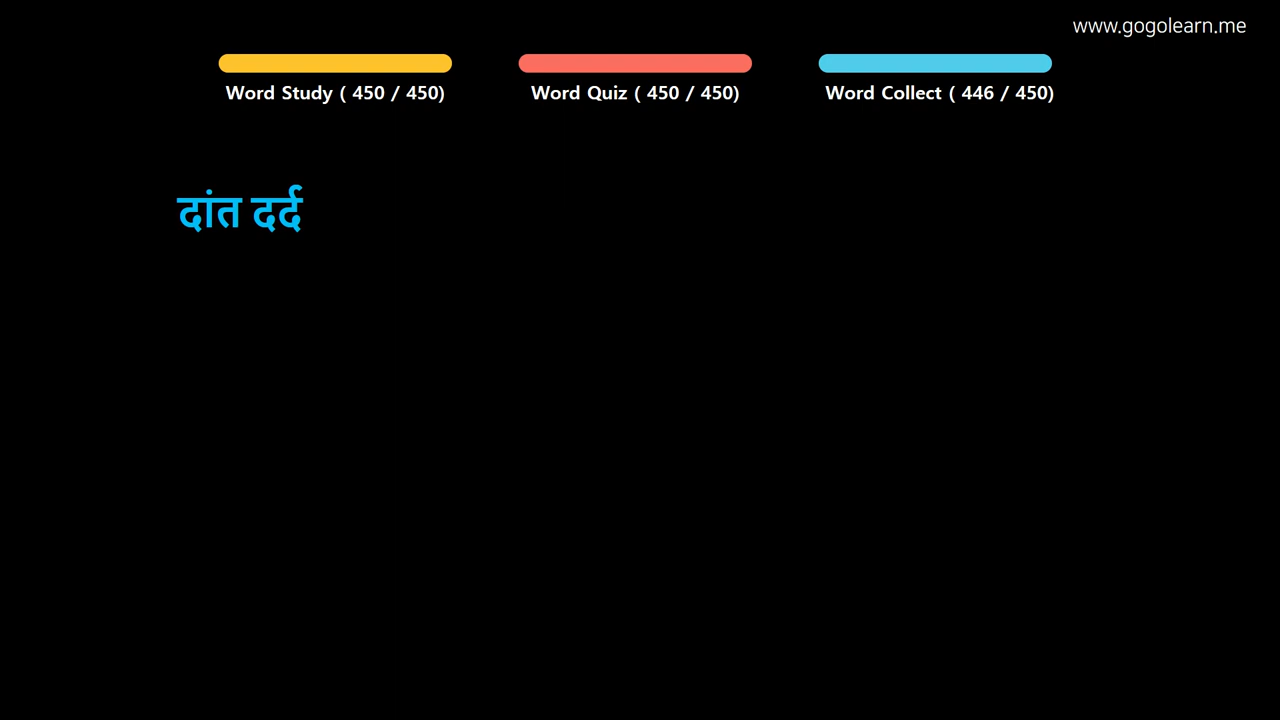 www.gogolearn.me
Word Study ( 450 / 450)
Word Quiz ( 450 / 450)
Word Collect ( 446 / 450)
दांत दर्द